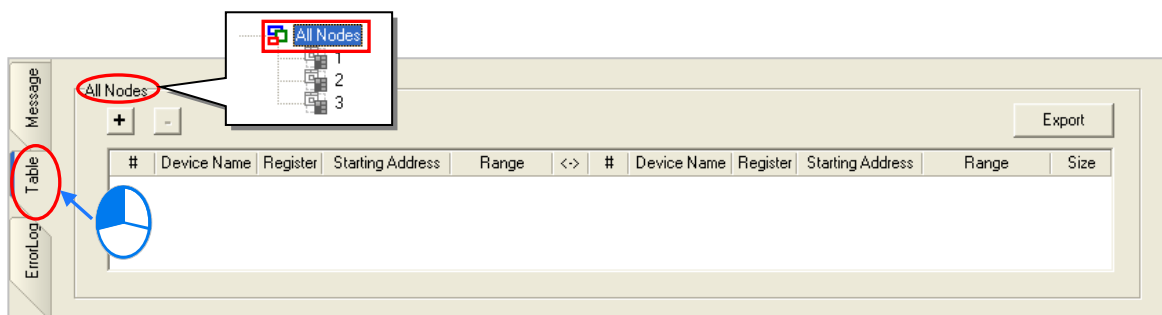 All Nodes
1
2
3
Message
Table
ErrorLog
All Nodes
+ -
Export
# Device Name Register Starting Address Range <-> # Device Name Register Starting Address Range Size